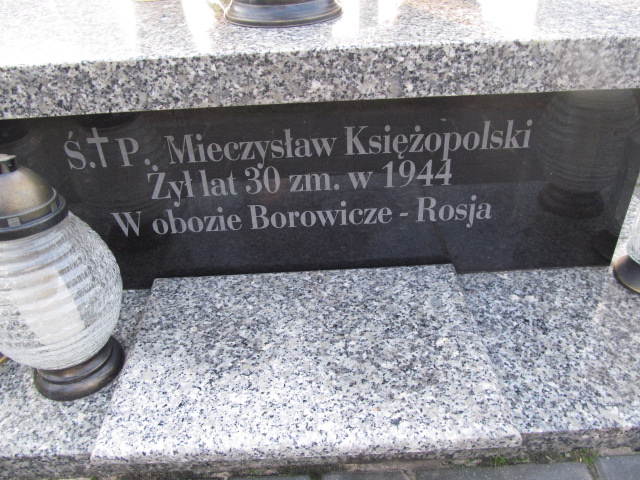 Ś.✝P. Mieczysław Księżopolski
Żył lat 30 zm. w 1944
W obozie Borowicze - Rosja